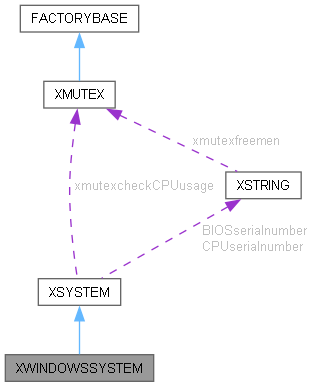 FACTORYBASE
XMUTEX
xmutexfreemen
xmutexcheckCPUusage
XSTRING
BIOSserialnumber
CPUserialnumber
XSYSTEM
XWINDOWSSYSTEM